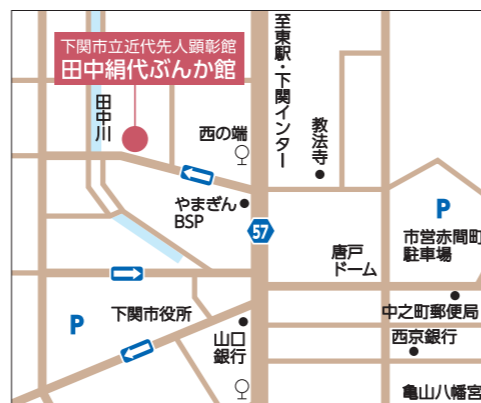 下関市立近代先人顕彰館
田中絹代ぶんか館
至東駅・下関インター
田中川
西の端
教法寺
やまぎん
BSP
57
P
市営赤間町
駐車場
唐戸
ドーム
下関市役所
P
山口
銀行
中之町郵便局
西京銀行
亀山八幡宮